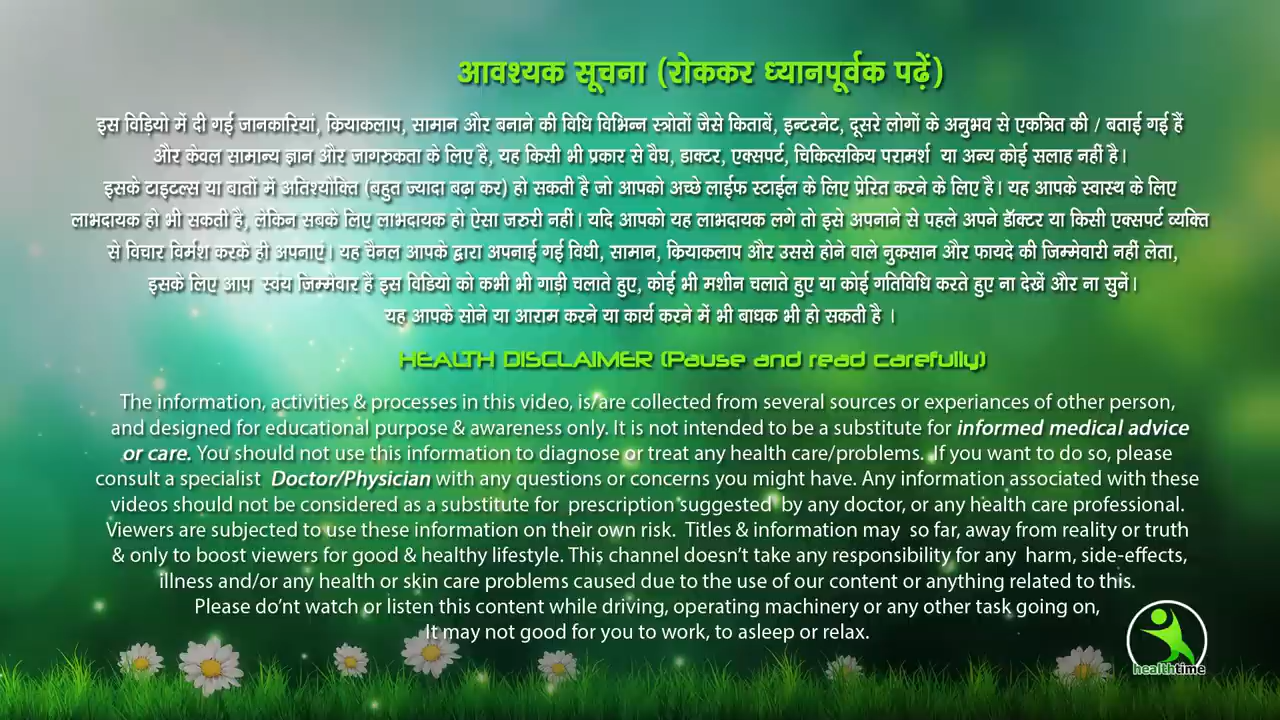 आवश्यक सूचना (रोककर ध्यानपूर्वक पढ़ें)
इस विड़ियो में दी गई जानकारियां, कियाकलाप, सामान और बनाने की विधि विभिन्न स्त्रोतों जैसे किताबें, इन्टरनेट, दूसरे लोगों के अनुभव से एकत्रित की / बताई गई हैं
और केवल सामान्य ज्ञान और जागरुकता के लिए है, यह किसी भी प्रकार से वैघ, डाक्टर, एक्सपर्ट, चिकित्सकिय परामर्श या अन्य कोई सलाह नहीं है।
इसके टाइटल्स या बातों में अतिश्योक्ति (बहुत ज्यादा बढ़ा कर) हो सकती है जो आपको अच्छे लाईफ स्टाईल के लिए प्रेरित करने के लिए है। यह आपके स्वास्थ के लिए
लाभदायक हो भी सकती है, लेकिन सबके लिए लाभदायक हो ऐसा जरुरी नहीं। यदि आपको यह लाभदायक लगे तो इसे अपनाने से पहले अपने डॉक्टर या किसी एक्सपर्ट व्यक्ति
से विचार विर्मश करके ही अपनाएं। यह चैनल आपके द्वारा अपनाई गई विधी, सामान, कियाकलाप और उससे होने वाले नुकसान और फायदे की जिम्मेवारी नहीं लेता,
इसके लिए आप स्वंय जिम्मेवार हैं इस विडियो को कभी भी गाड़ी चलाते हुए, कोई भी मशीन चलाते हुए या कोई गतिविधि करते हुए ना देखें और ना सुनें।
यह आपके सोने या आराम करने या कार्य करने में भी बाधक भी हो सकती है ।
HEALTH DISCLAIMER (Pause and read carefully)
The information, activities & processes in this video, is/are collected from several sources or experiances of other person,
and designed for educational purpose & awareness only. It is not intended to be a substitute for informed medical advice
or care. You should not use this information to diagnose or treat any health care/problems. If you want to do so, please
consult a specialist Doctor/Physician with any questions or concerns you might have. Any information associated with these
videos should not be considered as a substitute for prescription suggested by any doctor, or any health care professional.
Viewers are subjected to use these information on their own risk. Titles & information may so far, away from reality or truth
& only to boost viewers for good & healthy lifestyle. This channel doesn't take any responsibility for any harm, side-effects,
illness and/or any health or skin care problems caused due to the use of our content or anything related to this.
Please do'nt watch or listen this content while driving, operating machinery or any other task going on,
It may not good for you to work, to asleep or relax.
healthtime